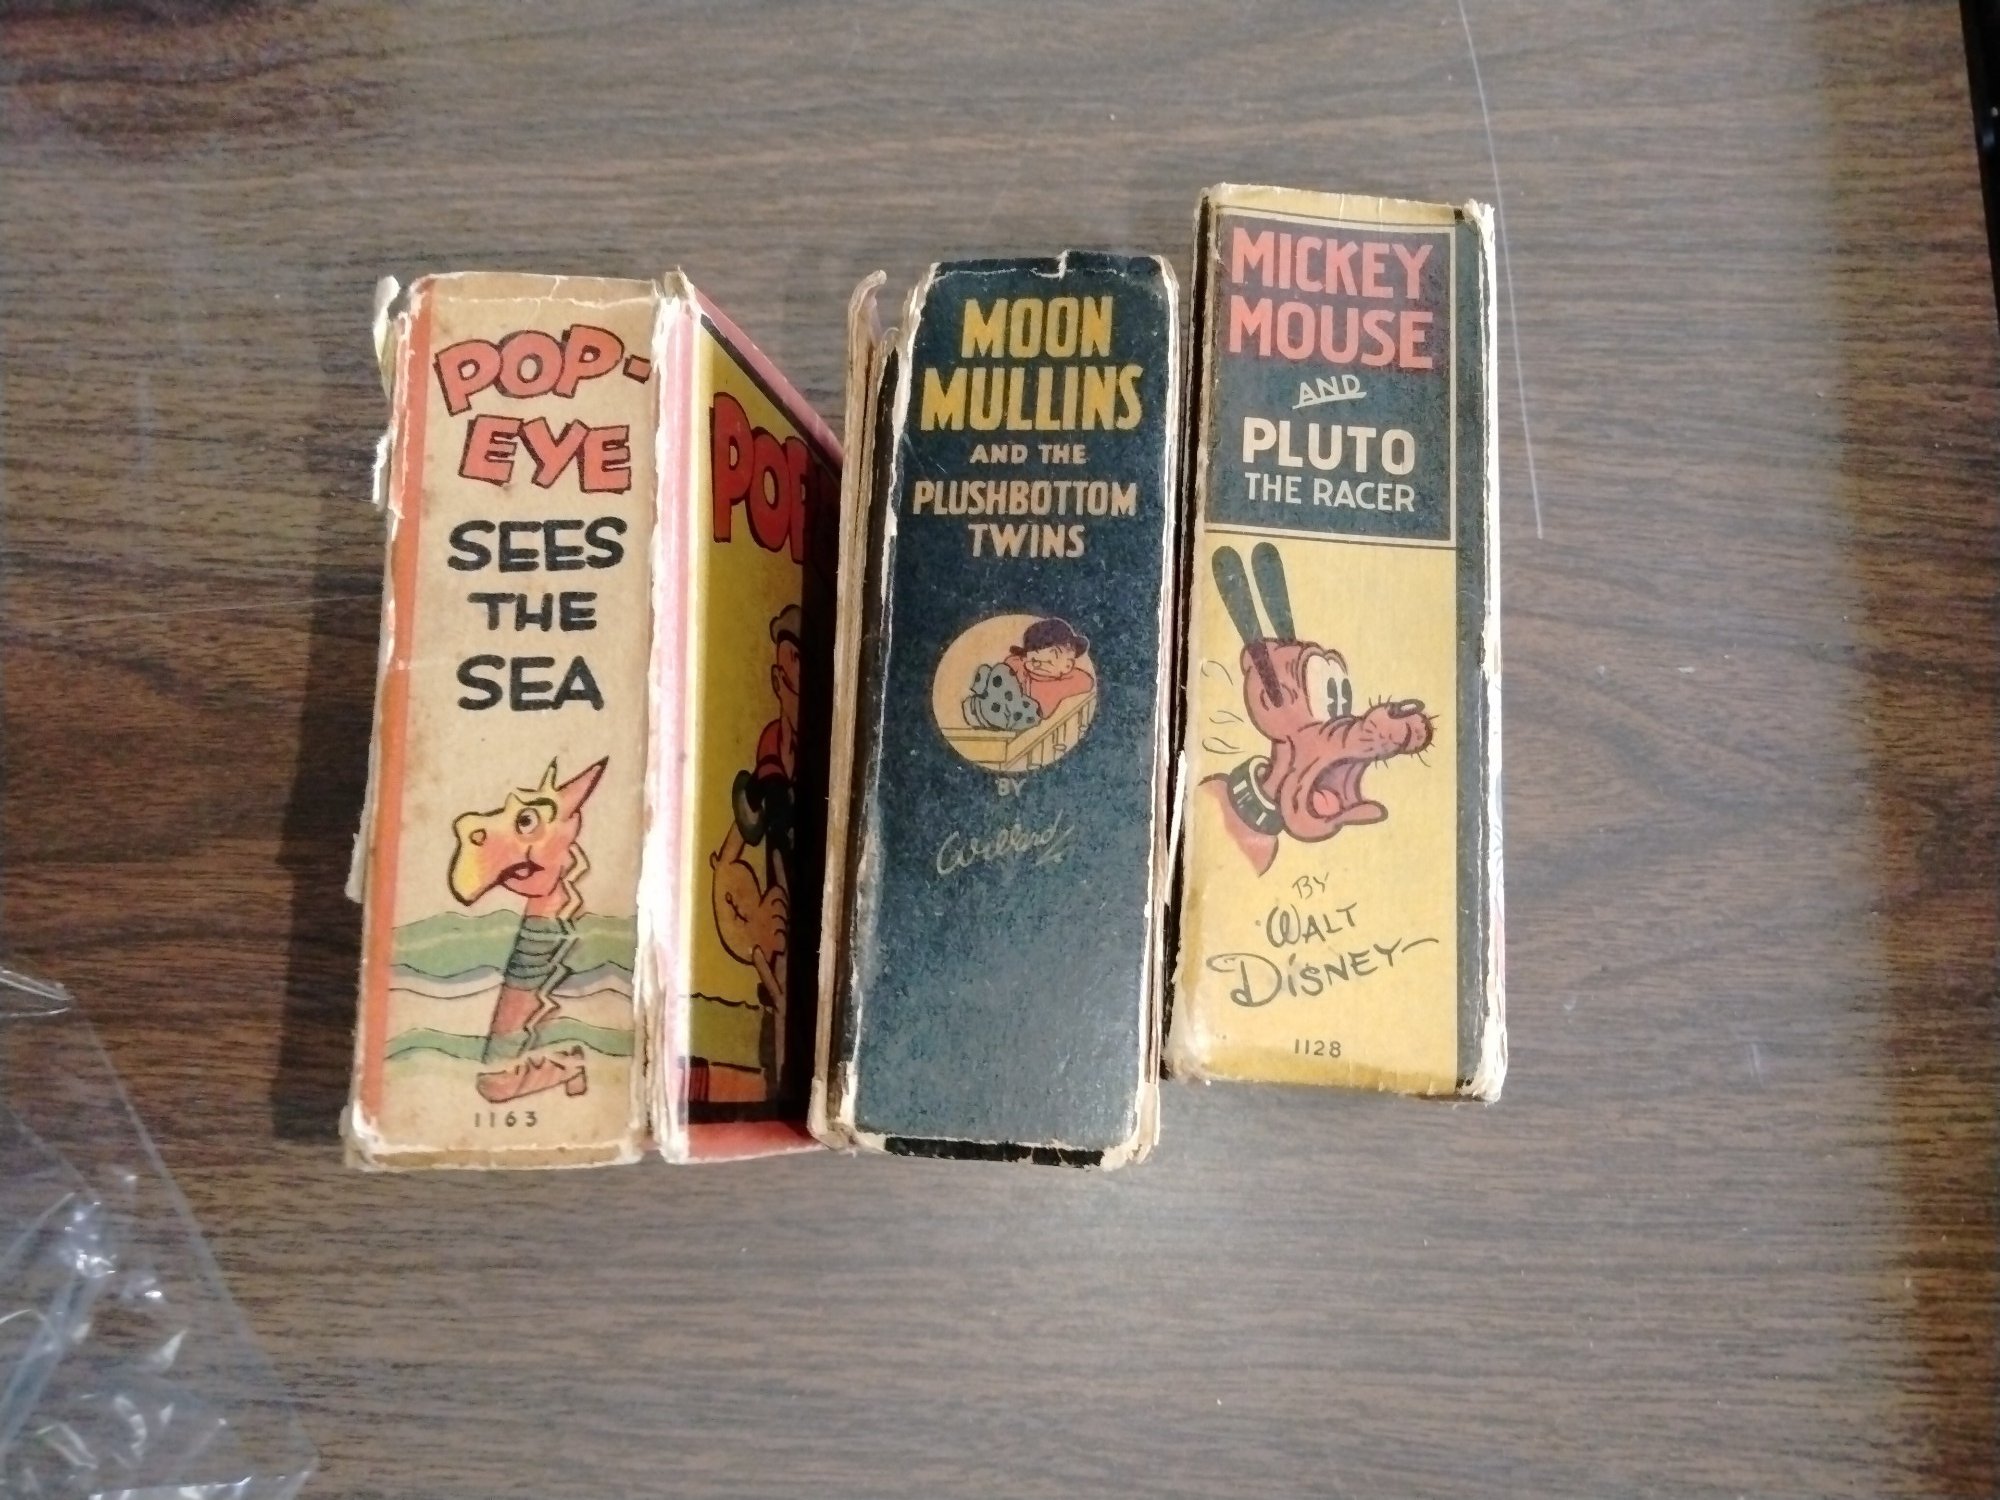 POP-
EYE
SEES
THE
SEA
1163
POP
MOON
MULLINS
AND THE
PLUSHBOTTOM
TWINS
BY
Willard
MICKEY
MOUSE
AND
PLUTO
THE RACER
BY
WALT
DISNEY
1128